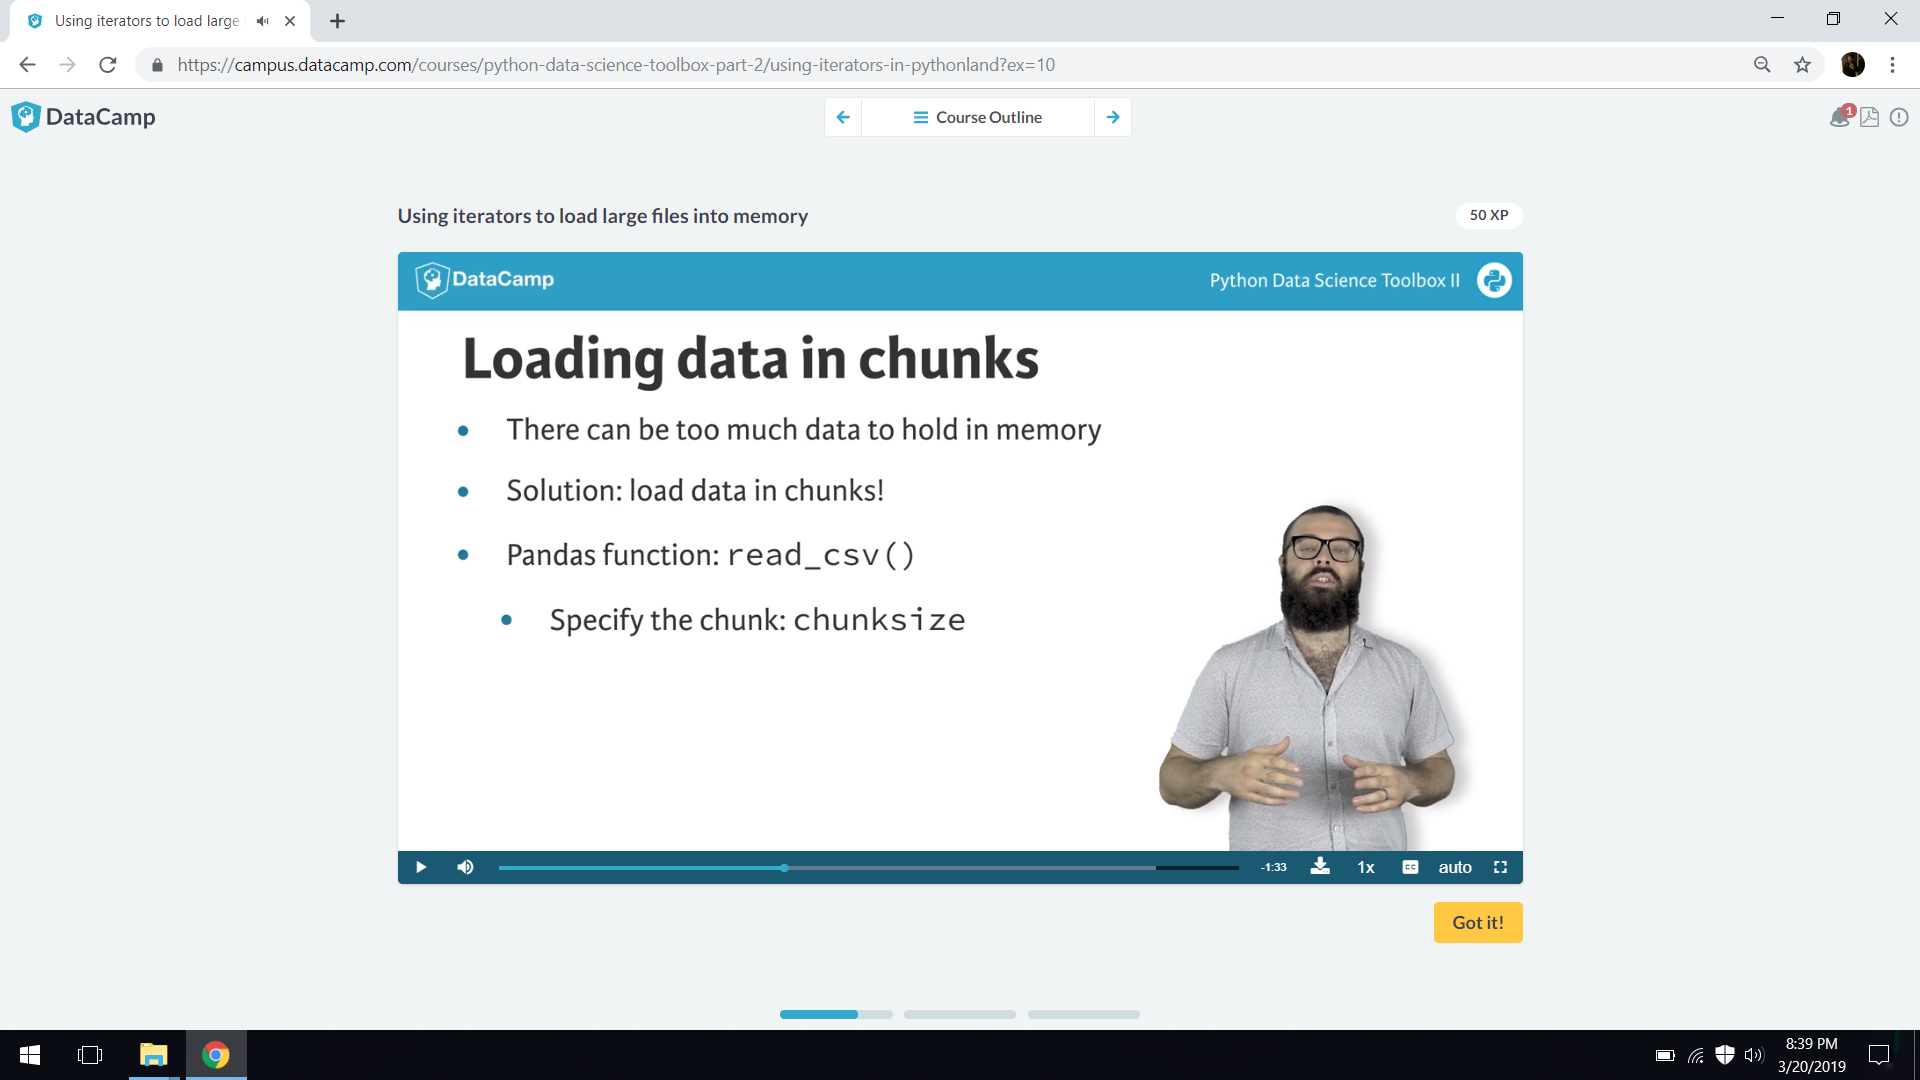 Using iterators to load large
https://campus.datacamp.com/courses/python-data-science-toolbox-part-2/using-iterators-in-pythonland?ex=10
DataCamp
Course Outline
1
Using iterators to load large files into memory
50 XP
DataCamp
Python Data Science Toolbox II
Loading data in chunks
• There can be too much data to hold in memory
• Solution: load data in chunks!
• Pandas function: read_csv()
• Specify the chunk: chunksize
-1:33
1x
CC
auto
Got it!
8:39 PM
3/20/2019